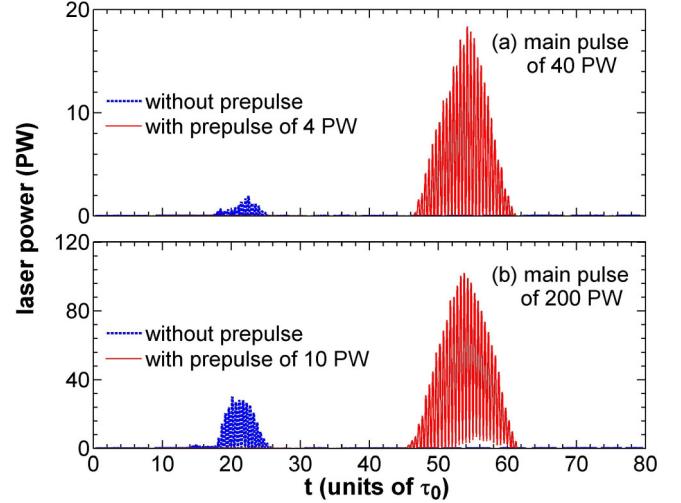 20
(a) main pulse
of 40 PW
without prepulse
with prepulse of 4 PW
10
0
laser power (PW)
120
(b) main pulse
of 200 PW
80
without prepulse
with prepulse of 10 PW
40
0
0 10 20 30 40 50 60 70 80
t (units of τ0)